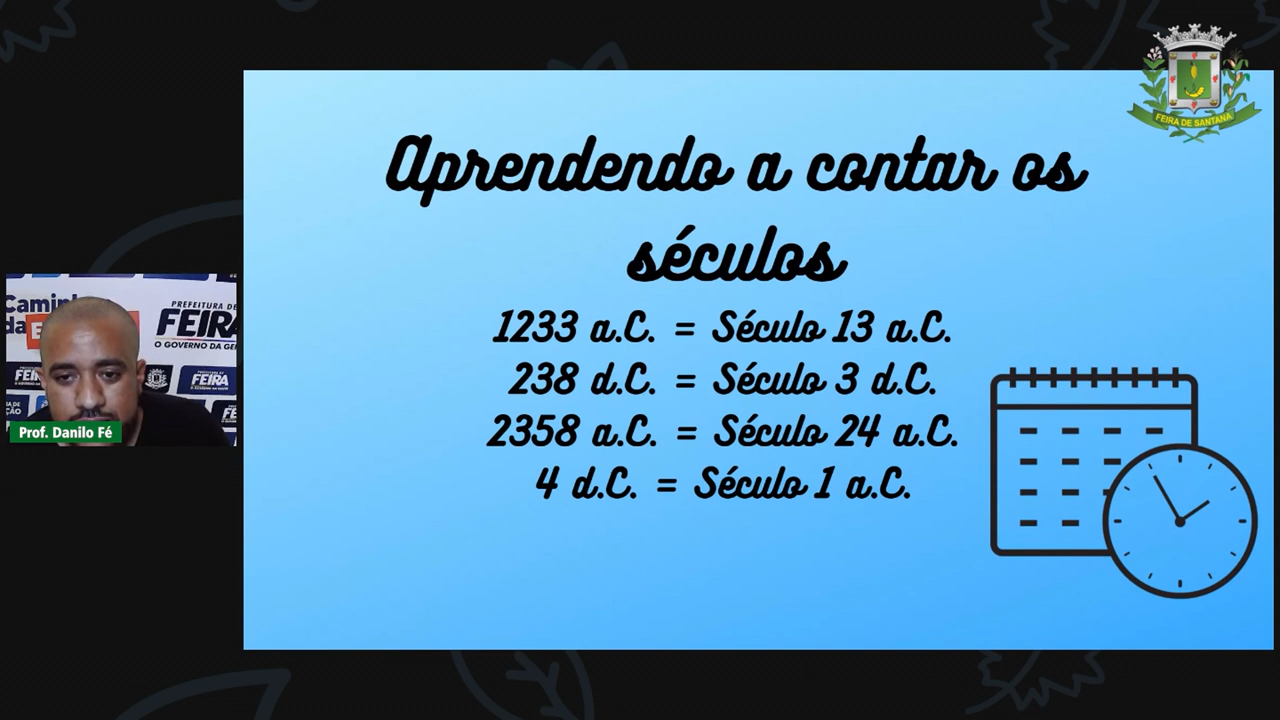 FEIRA DE SANTANA
Aprendendo a contar os
séculos
1233 a.C. = Século 13 a.C.
238 d.C. = Século 3 d.C.
2358 a.C. = Século 24 a.C.
4 d.C. = Século 1 a.C.
PREFEITURA DE
FEIRA
O GOVERNO DA
FEIRA
Prof. Danilo Fé